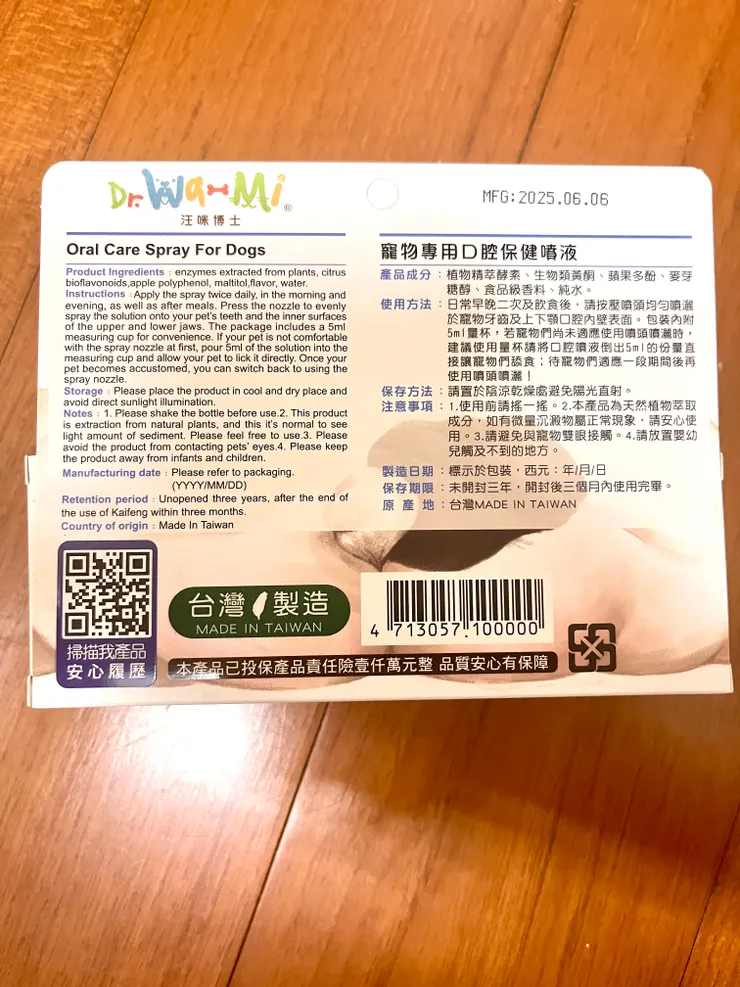 Dr. Wa-Mi ®
汪咪博士
MFG:2025.06.06
Oral Care Spray For Dogs
Product Ingredients : enzymes extracted from plants, citrus
bioflavonoids,apple polyphenol, maltitol,flavor, water.
Instructions : Apply the spray twice daily, in the morning and
evening, as well as after meals. Press the nozzle to evenly
spray the solution onto your pet's teeth and the inner surfaces
of the upper and lower jaws. The package includes a 5ml
measuring cup for convenience. If your pet is not comfortable
with the spray nozzle at first, pour 5ml of the solution into the
measuring cup and allow your pet to lick it directly. Once your
pet becomes accustomed, you can switch back to using the
spray nozzle.
Storage : Please place the product in cool and dry place and
avoid direct sunlight illumination.
Notes : 1. Please shake the bottle before use.2. This product
is extraction from natural plants, and this it's normal to see
light amount of sediment. Please feel free to use.3. Please
avoid the product from contacting pets' eyes.4. Please keep
the product away from infants and children.
Manufacturing date : Please refer to packaging.
(YYYY/MM/DD)
Retention period : Unopened three years, after the end of
the use of Kaifeng within three months.
Country of origin : Made In Taiwan
寵物專用口腔保健噴液
產品成分：植物精萃酵素、生物類黃酮、蘋果多酚、麥芽
糖醇、食品級香料、純水。
使用方法：日常早晚二次及飲食後，請按壓噴頭均勻噴灑
於寵物牙齒及上下顎口腔內壁表面。包裝內附
5ml量杯，若寵物們尚未適應使用噴頭噴灑時，
建議使用量杯請將口腔噴液倒出5ml的份量直
接讓寵物們舔食；待寵物們適應一段期間後再
使用噴頭噴灑！
保存方法：請置於陰涼乾燥處避免陽光直射。
注意事項：1.使用前請搖一搖。2.本產品為天然植物萃取
成分，如有微量沉澱物屬正常現象，請安心使
用。3.請避免與寵物雙眼接觸。4.請放置嬰幼
兒觸及不到的地方。
製造日期：標示於包裝，西元：年/月/日
保存期限：未開封三年，開封後三個月內使用完畢。
原 產 地：台灣MADE IN TAIWAN
掃描我產品
安心履歷
台灣製造
MADE IN TAIWAN
4 713057 100000
本產品已投保產品責任險壹仟萬元整 品質安心有保障